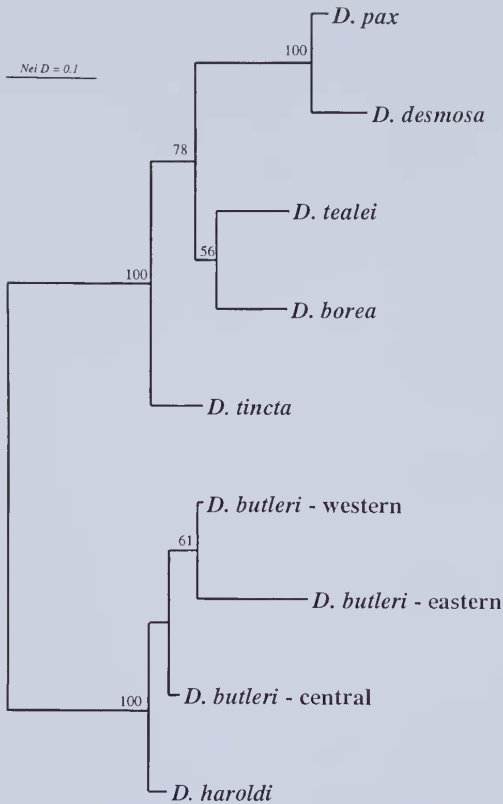 D. pax
Nei D = 0.1
100
D. desmosa
78
D. tealei
56
D. borea
100
D. tincta
D. butleri - western
61
D. butleri - eastern
D. butleri - central
100
D. haroldi